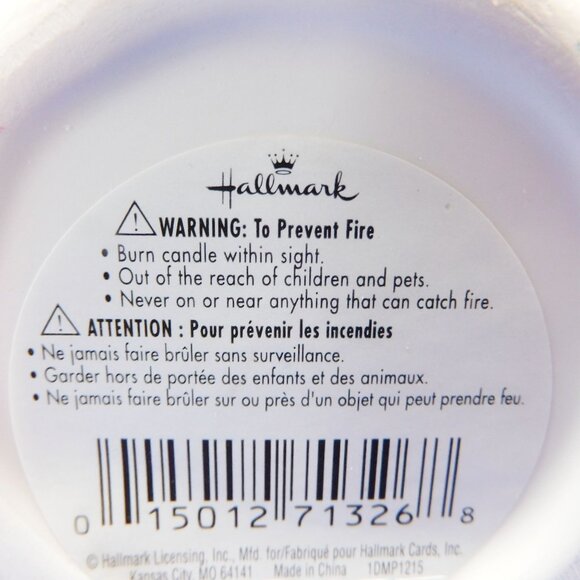 Hallmark
WARNING: To Prevent Fire
• Burn candle within sight.
• Out of the reach of children and pets.
• Never on or near anything that can catch fire.
ATTENTION : Pour prévenir les incendies
• Ne jamais faire brûler sans surveillance.
• Garder hors de portée des enfants et des animaux.
• Ne jamais faire brûler sur ou près d'un objet qui peut prendre feu.
0 15012 71326 8
© Hallmark Licensing, Inc., Mfd. for/Fabriqué pour Hallmark Cards, Inc.
Kansas City, MO 64141 Made in China 1DMP1215